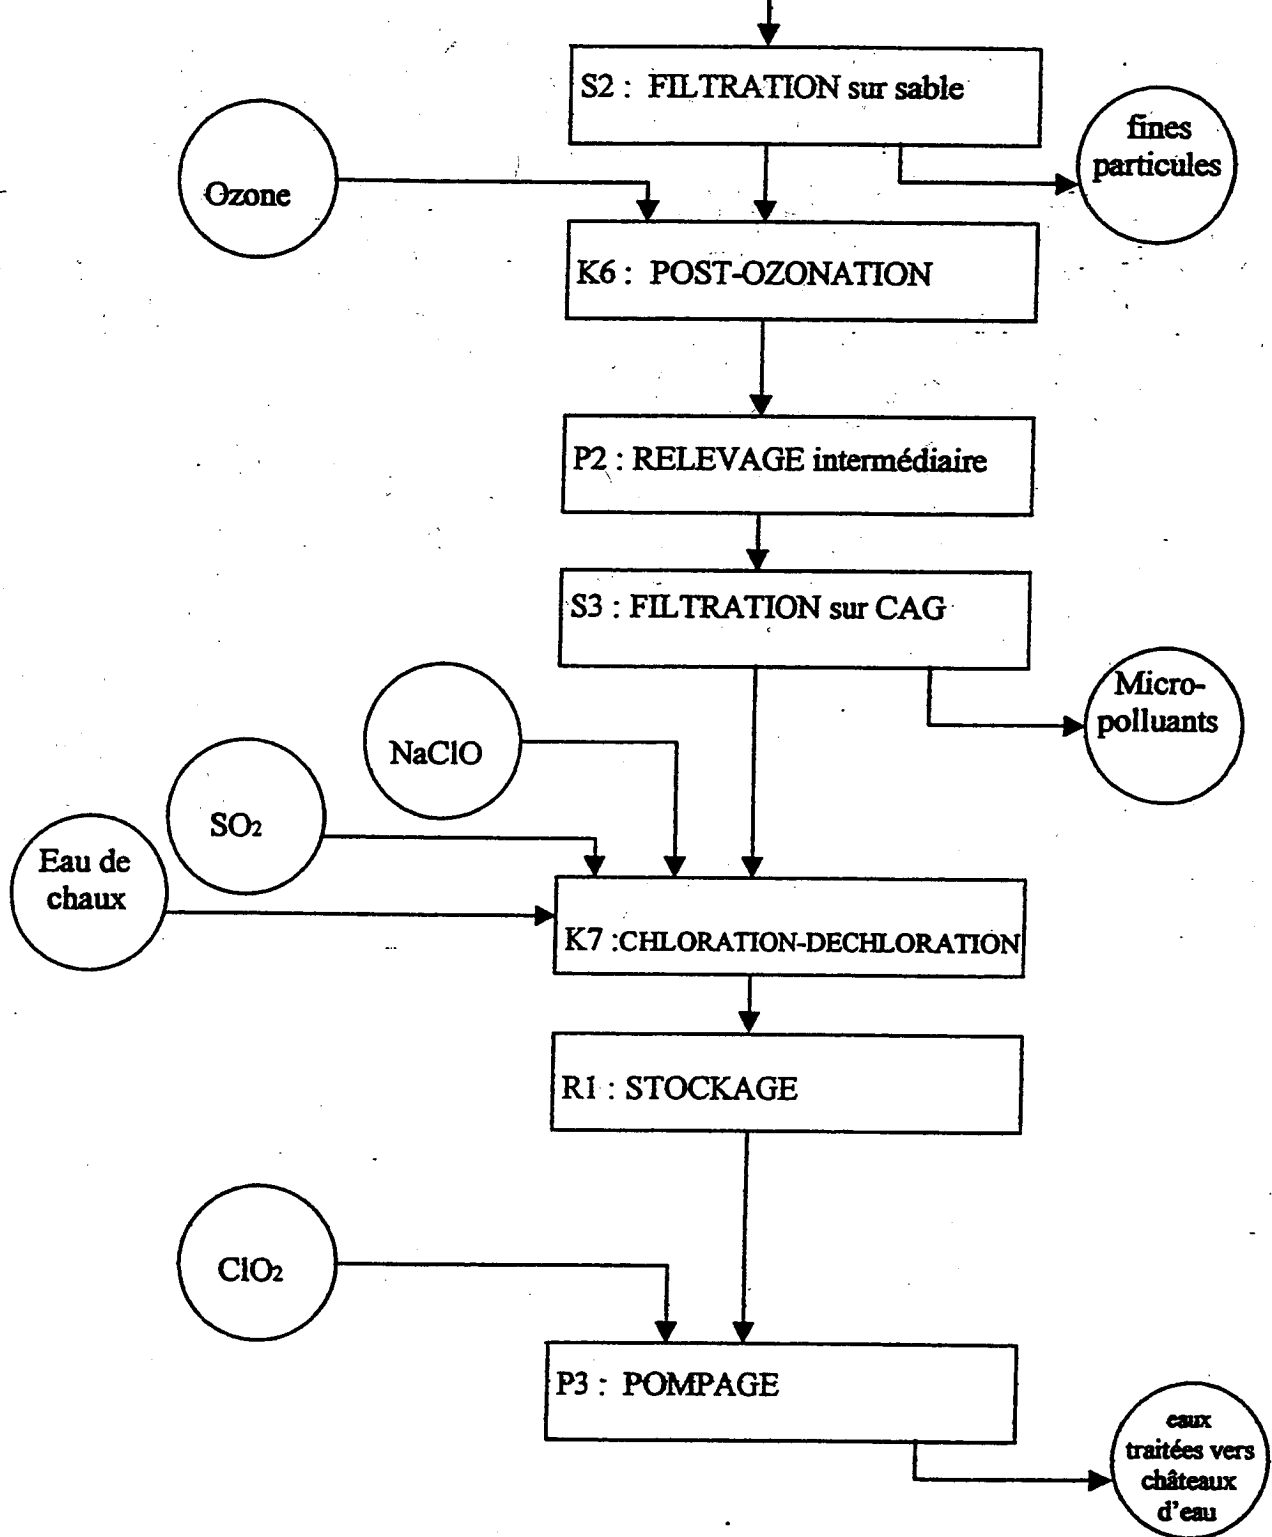 S2 : FILTRATION sur sable
fines
particules
Ozone
K6 : POST-OZONATION
P2 : RELEVAGE intermédiaire
S3 : FILTRATION sur CAG
Micro-
polluants
NaClO
SO2
Eau de
chaux
K7 :CHLORATION-DECHLORATION
R1 : STOCKAGE
ClO2
P3 : POMPAGE
eaux
traitées vers
châteaux
d'eau